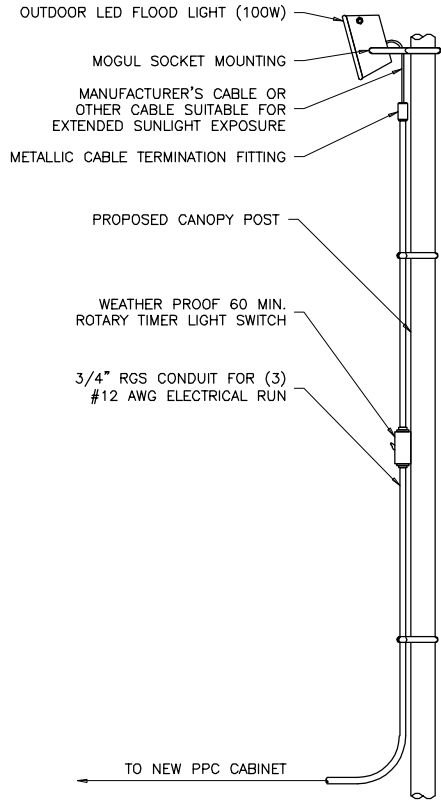 OUTDOOR LED FLOOD LIGHT (100W)
MOGUL SOCKET MOUNTING
MANUFACTURER'S CABLE OR
OTHER CABLE SUITABLE FOR
EXTENDED SUNLIGHT EXPOSURE
METALLIC CABLE TERMINATION FITTING
PROPOSED CANOPY POST
WEATHER PROOF 60 MIN.
ROTARY TIMER LIGHT SWITCH
3/4" RGS CONDUIT FOR (3)
#12 AWG ELECTRICAL RUN
TO NEW PPC CABINET